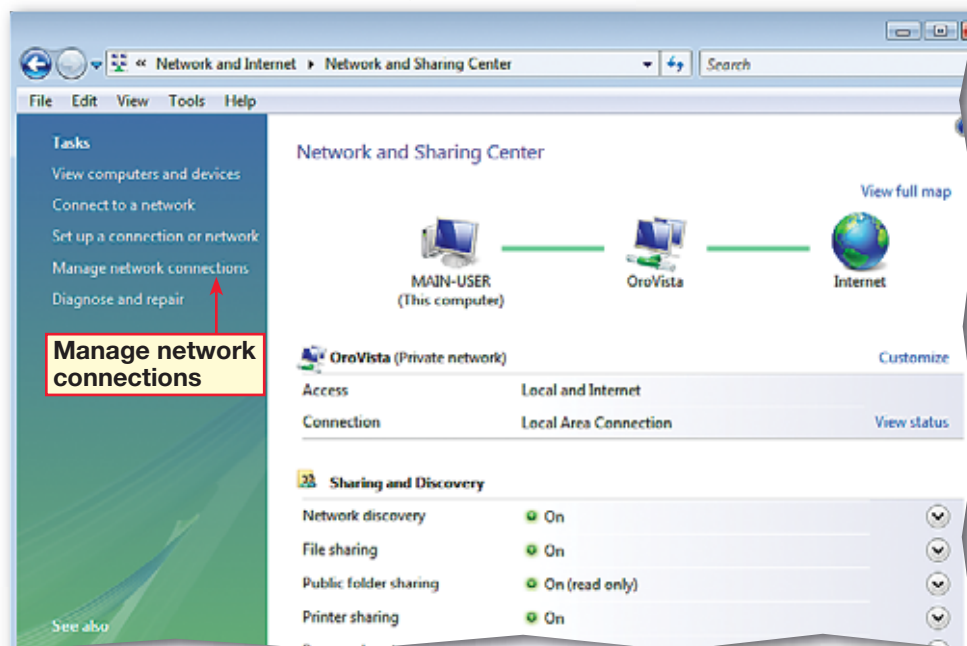 « Network and Internet ▸ Network and Sharing Center
Search
File Edit View Tools Help
Tasks
View computers and devices
Connect to a network
Set up a connection or network
Manage network connections
Diagnose and repair
Manage network
connections
See also
Network and Sharing Center
View full map
MAIN-USER
(This computer)
OroVista
Internet
OroVista (Private network)
Customize
Access Local and Internet
Connection Local Area Connection View status
Sharing and Discovery
Network discovery On
File sharing On
Public folder sharing On (read only)
Printer sharing On